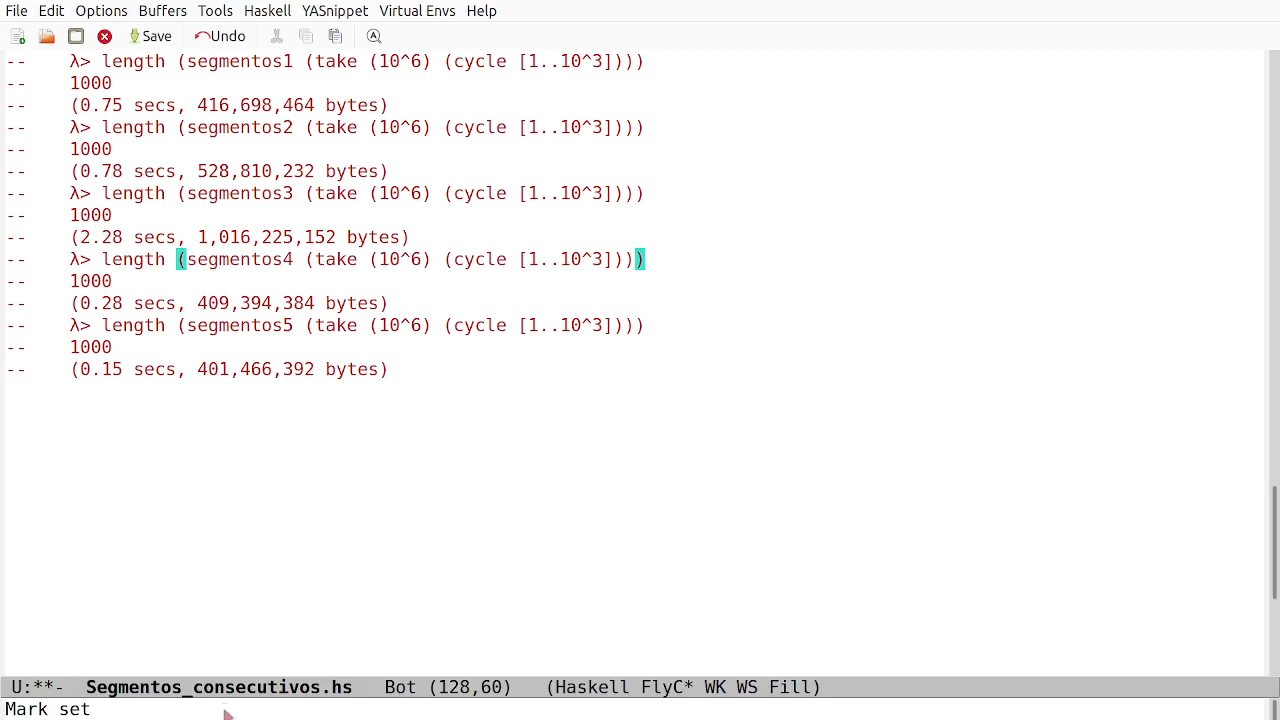 File Edit Options Buffers Tools Haskell YASnippet Virtual Envs Help
Save Undo
-- λ> length (segmentos1 (take (10^6) (cycle [1..10^3])))
-- 1000
-- (0.75 secs, 416,698,464 bytes)
-- λ> length (segmentos2 (take (10^6) (cycle [1..10^3])))
-- 1000
-- (0.78 secs, 528,810,232 bytes)
-- λ> length (segmentos3 (take (10^6) (cycle [1..10^3])))
-- 1000
-- (2.28 secs, 1,016,225,152 bytes)
-- λ> length (segmentos4 (take (10^6) (cycle [1..10^3])))
-- 1000
-- (0.28 secs, 409,394,384 bytes)
-- λ> length (segmentos5 (take (10^6) (cycle [1..10^3])))
-- 1000
-- (0.15 secs, 401,466,392 bytes)
U:**- Segmentos_consecutivos.hs Bot (128,60) (Haskell FlyC* WK WS Fill)
Mark set